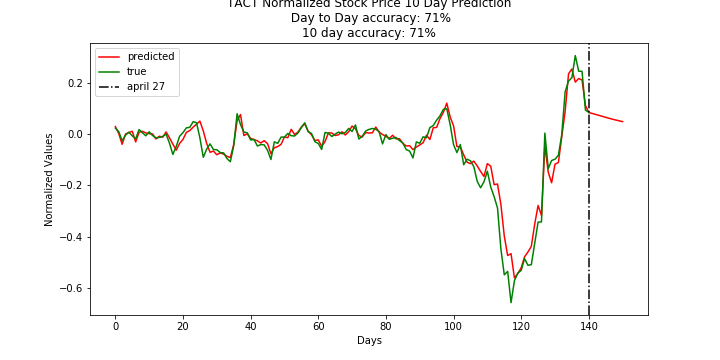 TACT Normalized Stock Price 10 Day Prediction
Day to Day accuracy: 71%
10 day accuracy: 71%
predicted
true
april 27
Normalized Values
0.2
0.0
−0.2
−0.4
−0.6
0
20
40
60
80
100
120
140
Days